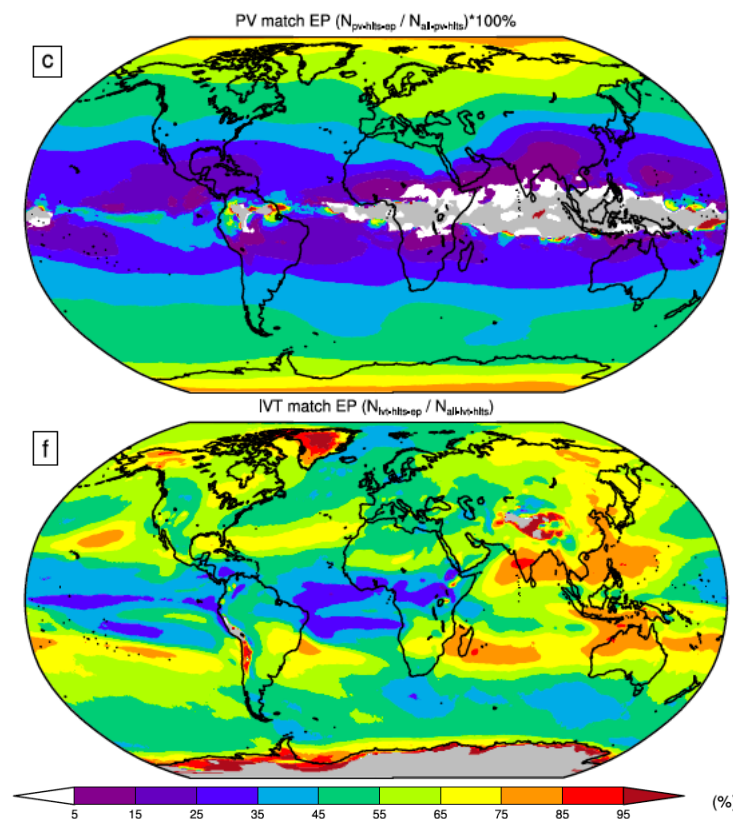 PV match EP (Npv-hits-ep / Nall-pv-hits)*100%
c
IVT match EP (Nivt-hits-ep / Nall-ivt-hits)
f
5 15 25 35 45 55 65 75 85 95 (%)